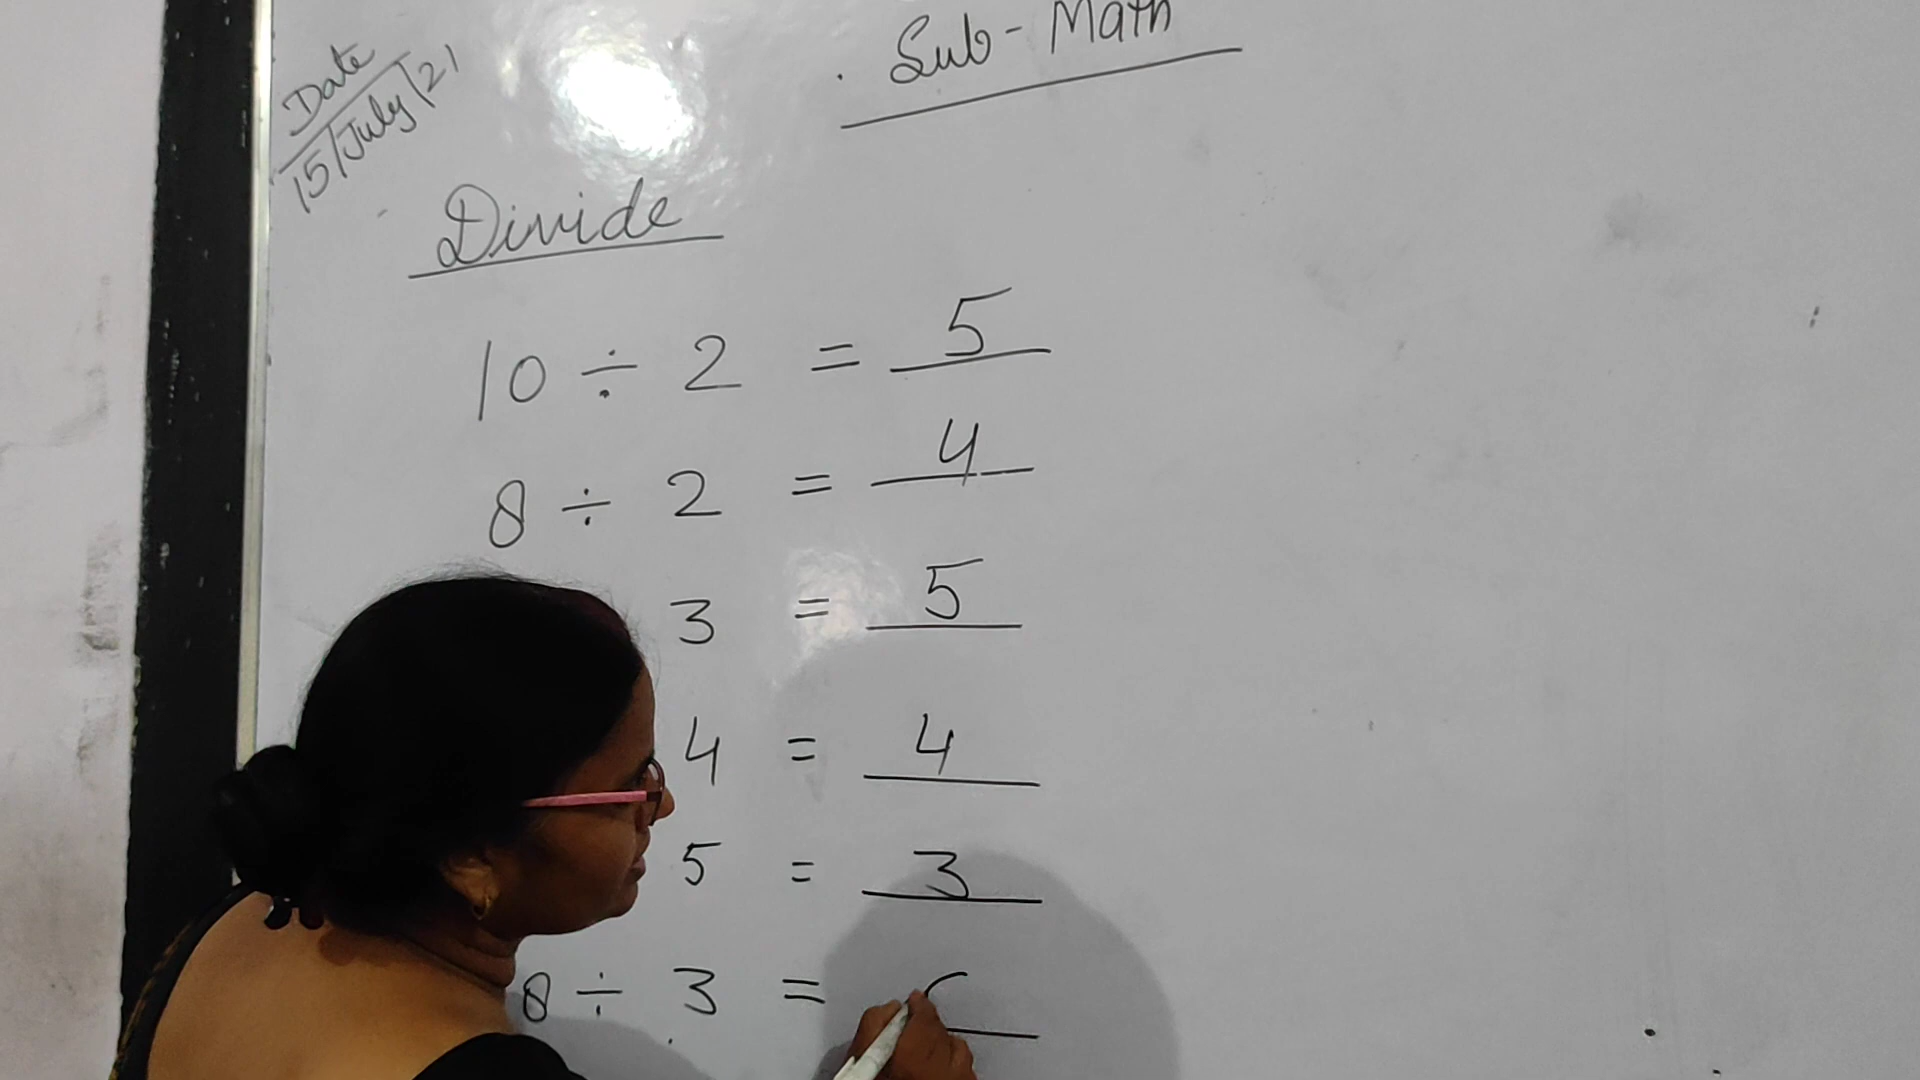 Sub - Math
Date
15/July/21
Divide
10 ÷ 2 = 5
8 ÷ 2 = 4
3 = 5
4 = 4
5 = 3
8 ÷ 3 =